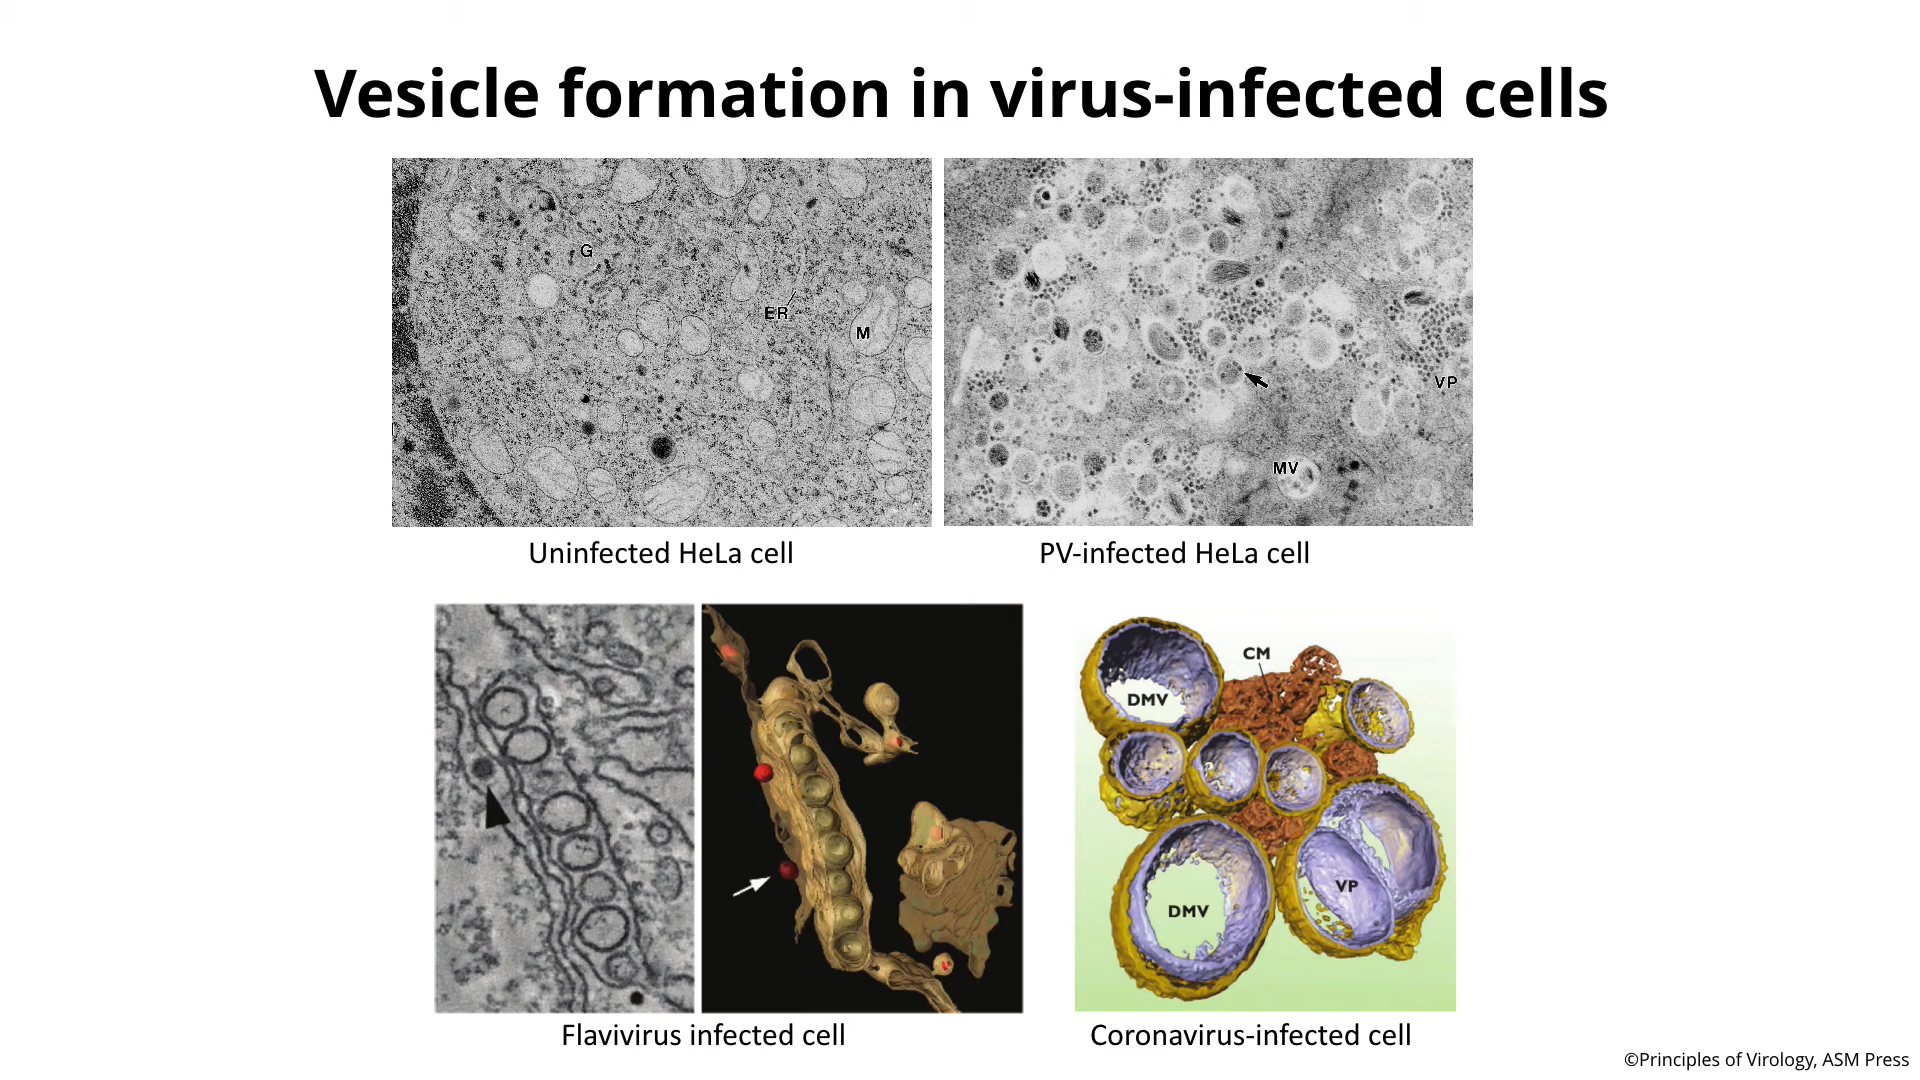 Vesicle formation in virus-infected cells
G
ER
M
VP
MV
Uninfected HeLa cell
PV-infected HeLa cell
CM
DMV
VP
DMV
Flavivirus infected cell
Coronavirus-infected cell
©Principles of Virology, ASM Press